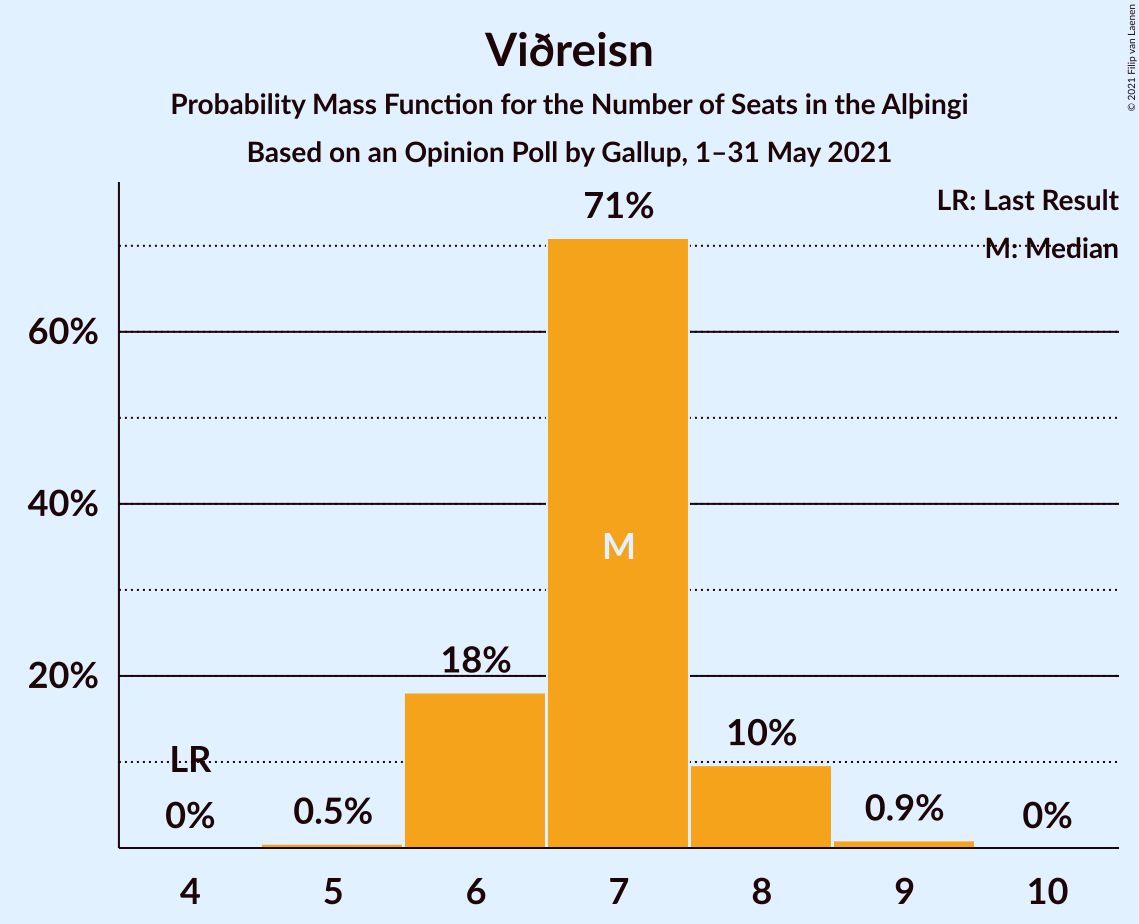 Viðreisn
Probability Mass Function for the Number of Seats in the Alþingi
Based on an Opinion Poll by Gallup, 1–31 May 2021
© 2021 Filip van Laenen
LR: Last Result
M: Median
71%
60%
40%
M
20%
18%
10%
LR
0%
0.5%
0.9%
0%
4 5 6 7 8 9 10